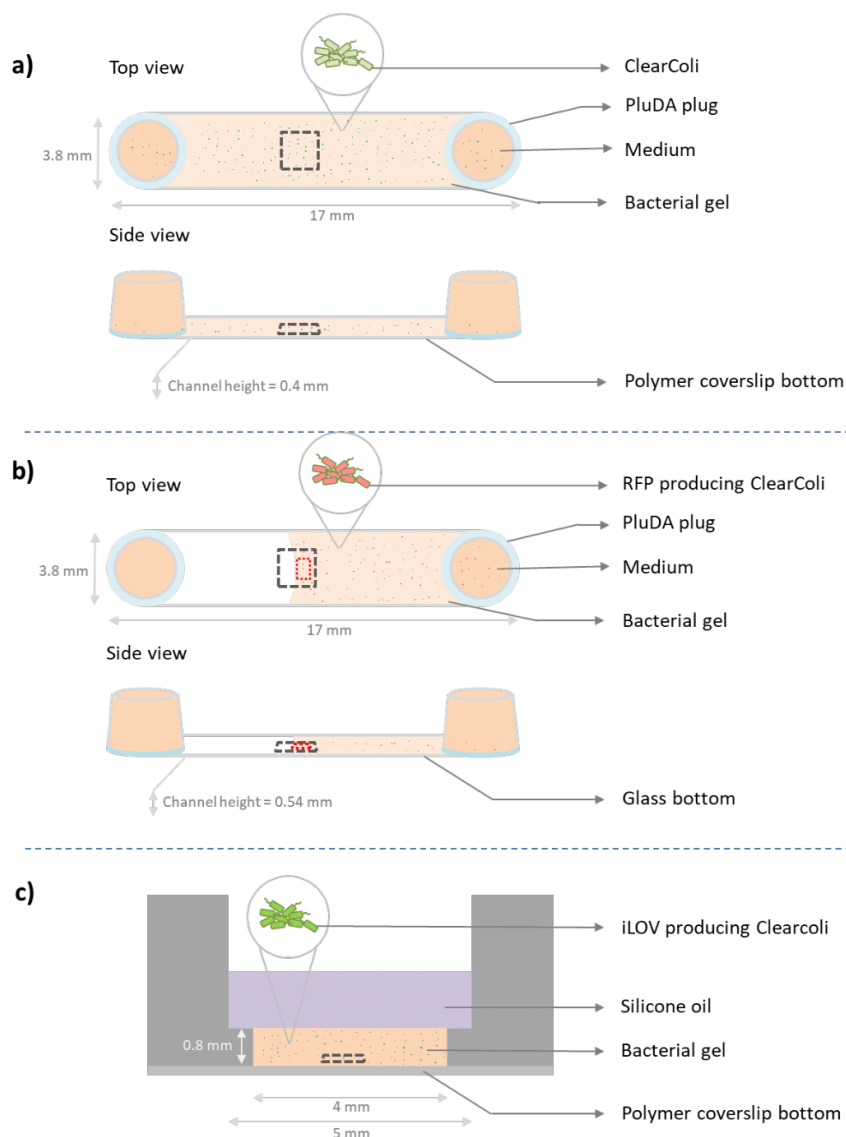 a)
Top view
ClearColi
PluDA plug
3.8 mm
Medium
Bacterial gel
17 mm
Side view
Channel height = 0.4 mm
Polymer coverslip bottom
b)
Top view
RFP producing ClearColi
PluDA plug
3.8 mm
Medium
Bacterial gel
17 mm
Side view
Channel height = 0.54 mm
Glass bottom
c)
iLOV producing Clearcoli
Silicone oil
0.8 mm
Bacterial gel
4 mm
Polymer coverslip bottom
5 mm